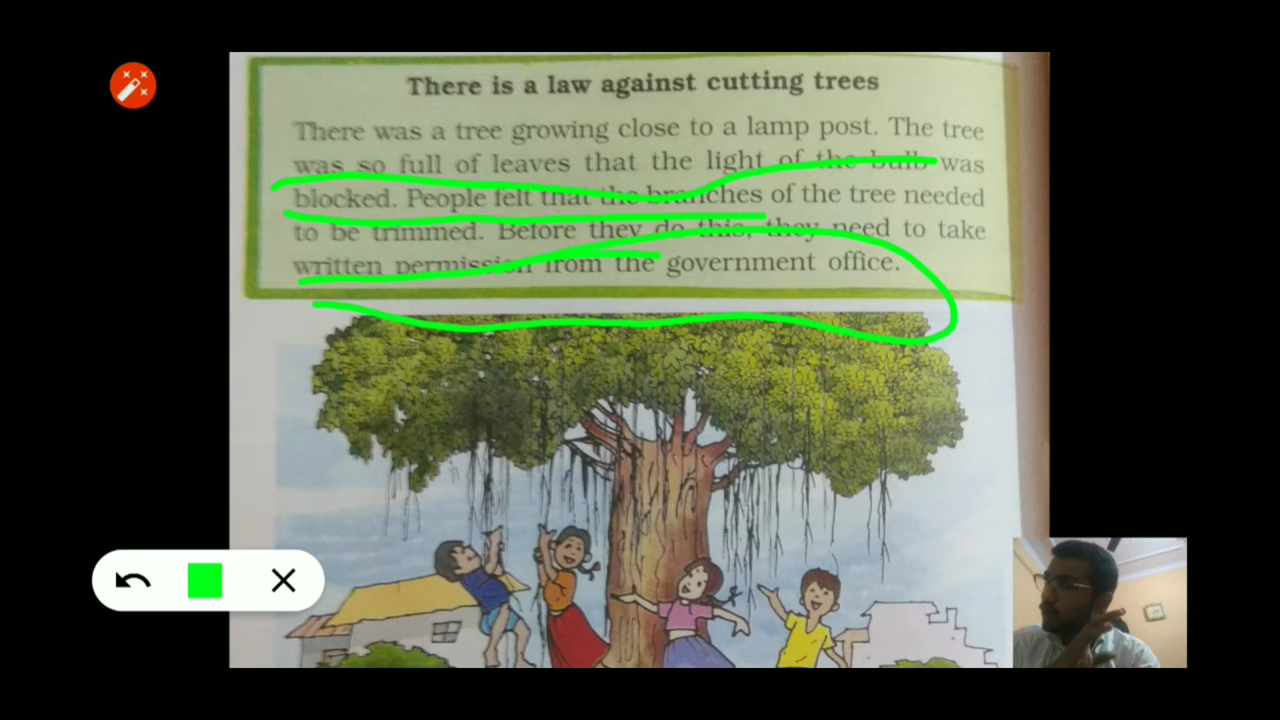 There is a law against cutting trees
There was a tree growing close to a lamp post. The tree
was so full of leaves that the light of the bulb was
blocked. People felt that the branches of the tree needed
to be trimmed. Before they do this, they need to take
written permission from the government office.